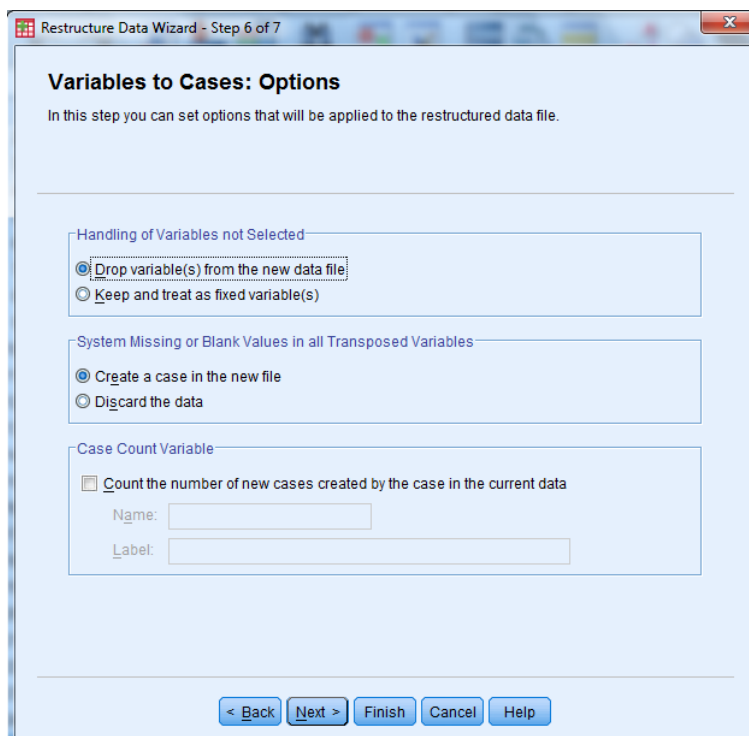 Restructure Data Wizard - Step 6 of 7
x
Variables to Cases: Options
In this step you can set options that will be applied to the restructured data file.
Handling of Variables not Selected
Drop variable(s) from the new data file
Keep and treat as fixed variable(s)
System Missing or Blank Values in all Transposed Variables
Create a case in the new file
Discard the data
Case Count Variable
Count the number of new cases created by the case in the current data
Name:
Label:
< Back Next > Finish Cancel Help